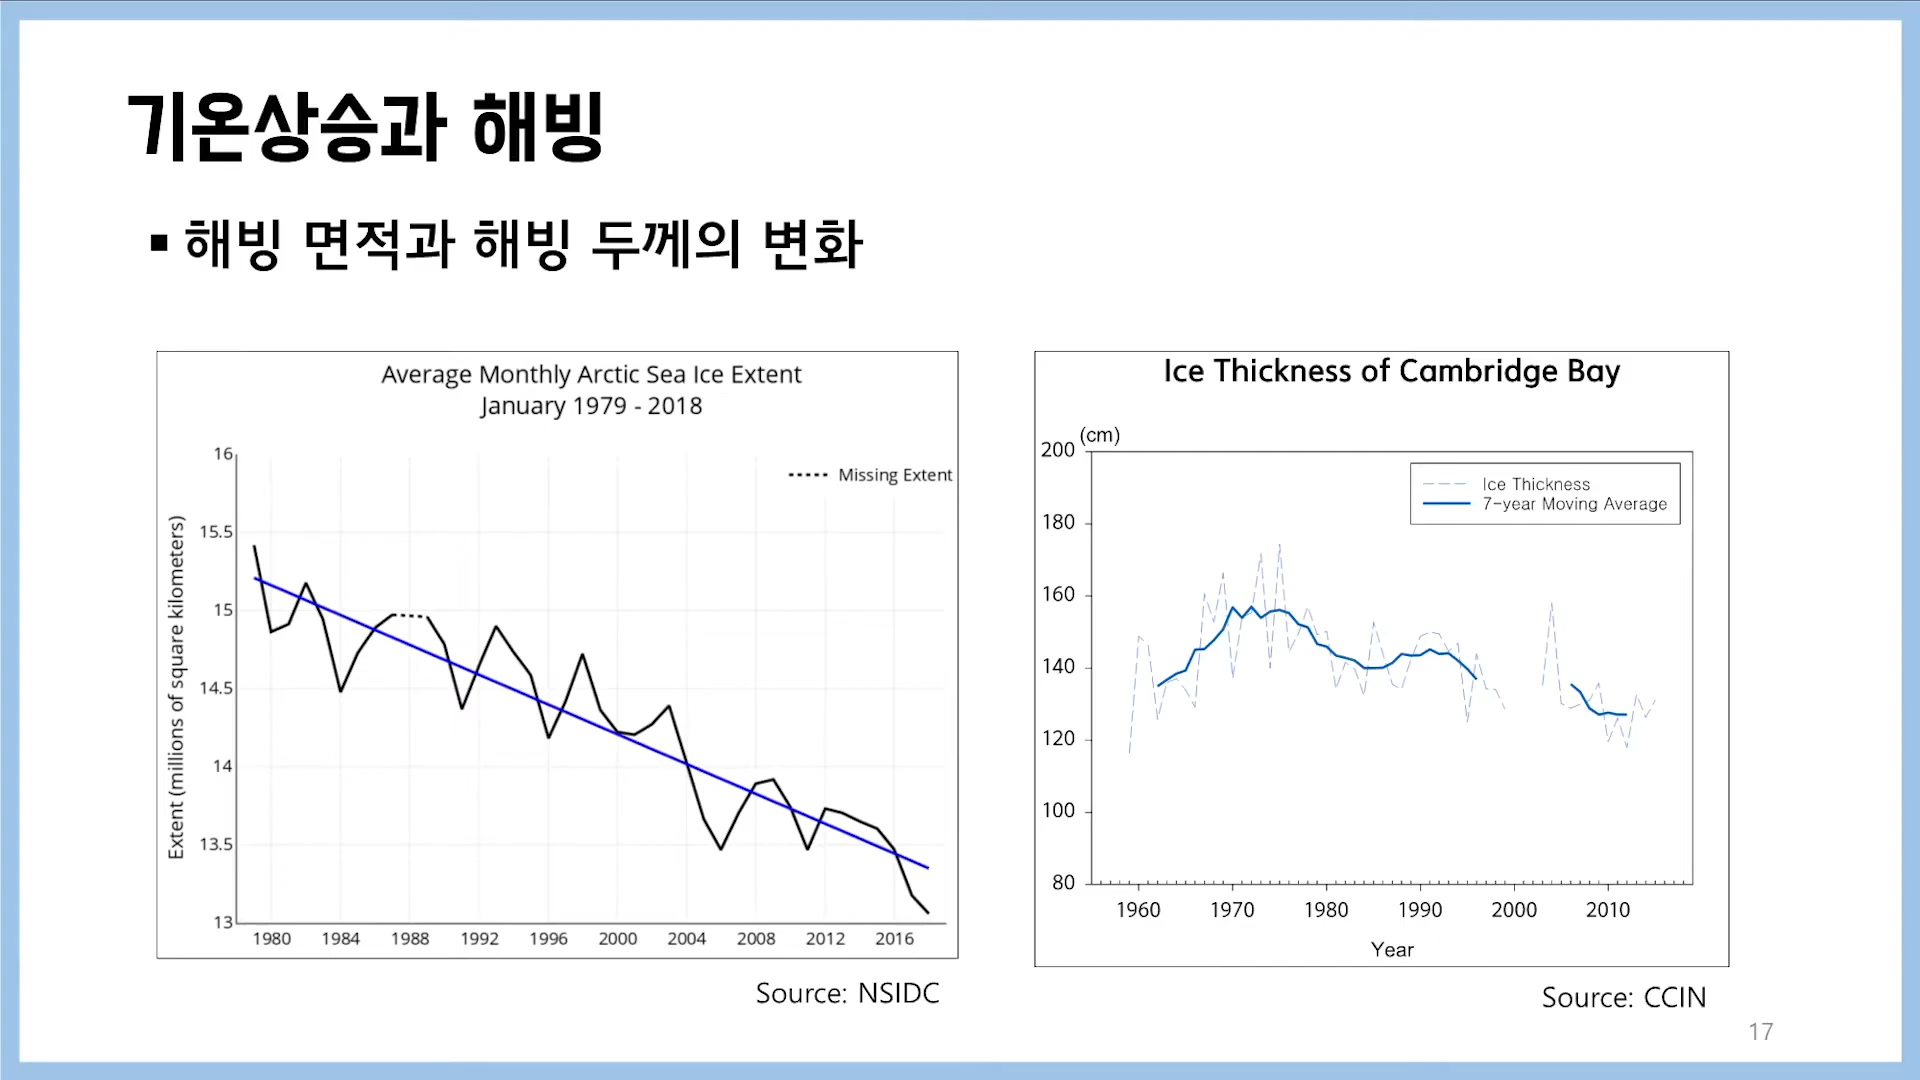 기온상승과 해빙
▪ 해빙 면적과 해빙 두께의 변화
Average Monthly Arctic Sea Ice Extent
January 1979 - 2018
Missing Extent
Extent (millions of square kilometers)
16
15.5
15
14.5
14
13.5
13
1980 1984 1988 1992 1996 2000 2004 2008 2012 2016
Source: NSIDC
Ice Thickness of Cambridge Bay
(cm)
Ice Thickness
7-year Moving Average
200
180
160
140
120
100
80
1960 1970 1980 1990 2000 2010
Year
Source: CCIN
17